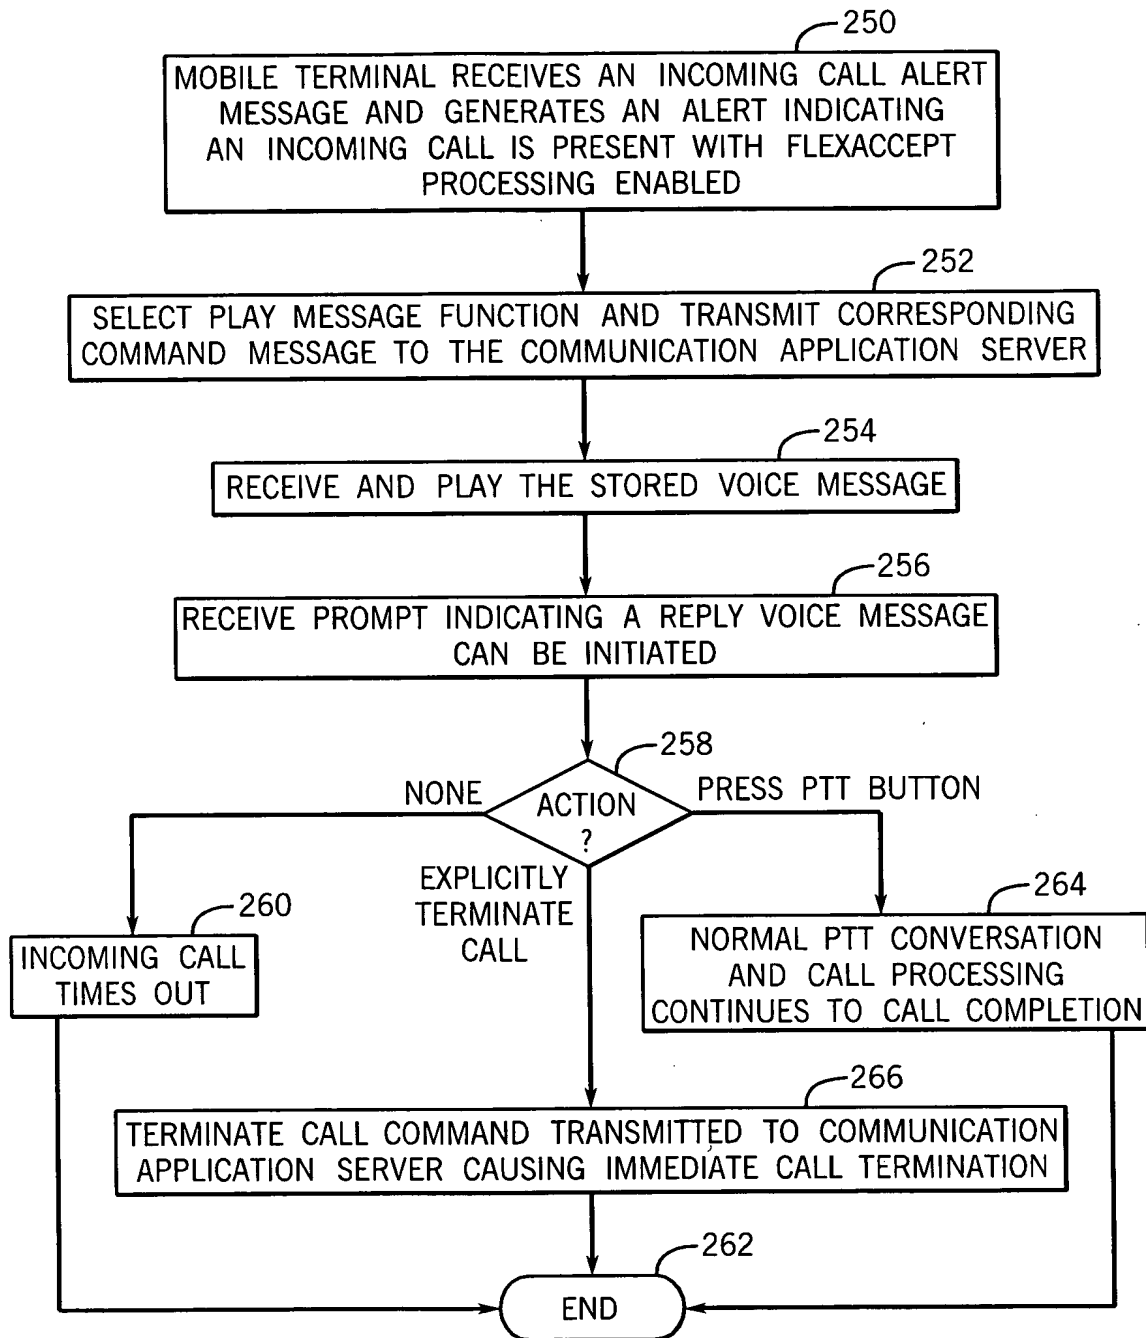 250
MOBILE TERMINAL RECEIVES AN INCOMING CALL ALERT
MESSAGE AND GENERATES AN ALERT INDICATING
AN INCOMING CALL IS PRESENT WITH FLEXACCEPT
PROCESSING ENABLED
252
SELECT PLAY MESSAGE FUNCTION AND TRANSMIT CORRESPONDING
COMMAND MESSAGE TO THE COMMUNICATION APPLICATION SERVER
254
RECEIVE AND PLAY THE STORED VOICE MESSAGE
256
RECEIVE PROMPT INDICATING A REPLY VOICE MESSAGE
CAN BE INITIATED
258
NONE
ACTION
?
PRESS PTT BUTTON
EXPLICITLY
TERMINATE
CALL
260
INCOMING CALL
TIMES OUT
264
NORMAL PTT CONVERSATION
AND CALL PROCESSING
CONTINUES TO CALL COMPLETION
266
TERMINATE CALL COMMAND TRANSMITTED TO COMMUNICATION
APPLICATION SERVER CAUSING IMMEDIATE CALL TERMINATION
262
END